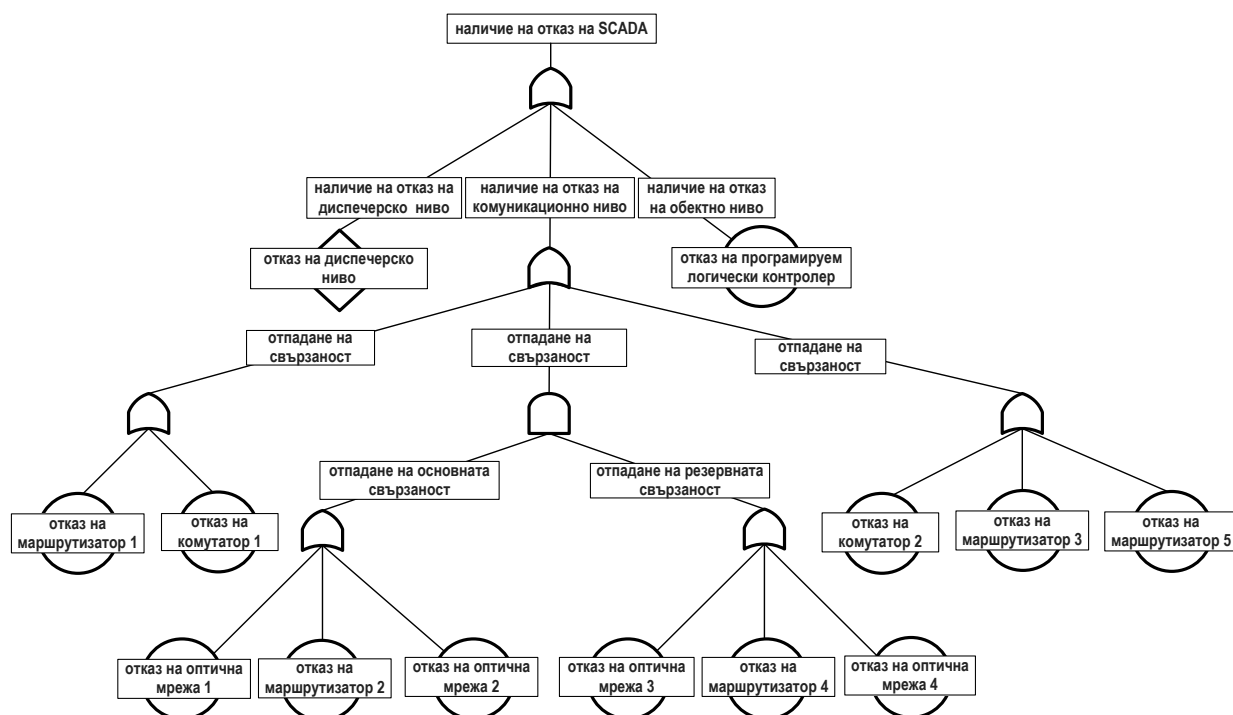 наличие на отказ на SCADA
наличие на отказ на
диспечерско ниво
наличие на отказ на
комуникационно ниво
наличие на отказ
на обектно ниво
отказ на диспечерско
ниво
отказ на програмируем
логически контролер
отпадане на
свързаност
отпадане на
свързаност
отпадане на
свързаност
отпадане на основната
свързаност
отпадане на резервната
свързаност
отказ на
маршрутизатор 1
отказ на
комутатор 1
отказ на
комутатор 2
отказ на
маршрутизатор 3
отказ на
маршрутизатор 5
отказ на оптична
мрежа 1
отказ на
маршрутизатор 2
отказ на оптична
мрежа 2
отказ на оптична
мрежа 3
отказ на
маршрутизатор 4
отказ на оптична
мрежа 4